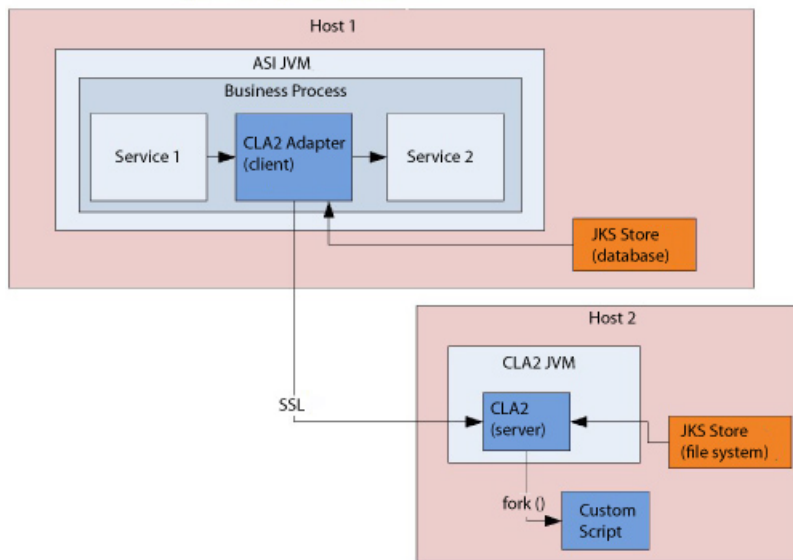 Host 1
ASI JVM
Business Process
Service 1
CLA2 Adapter
(client)
Service 2
JKS Store
(database)
Host 2
CLA2 JVM
SSL
CLA2
(server)
JKS Store
(file system)
fork ()
Custom
Script